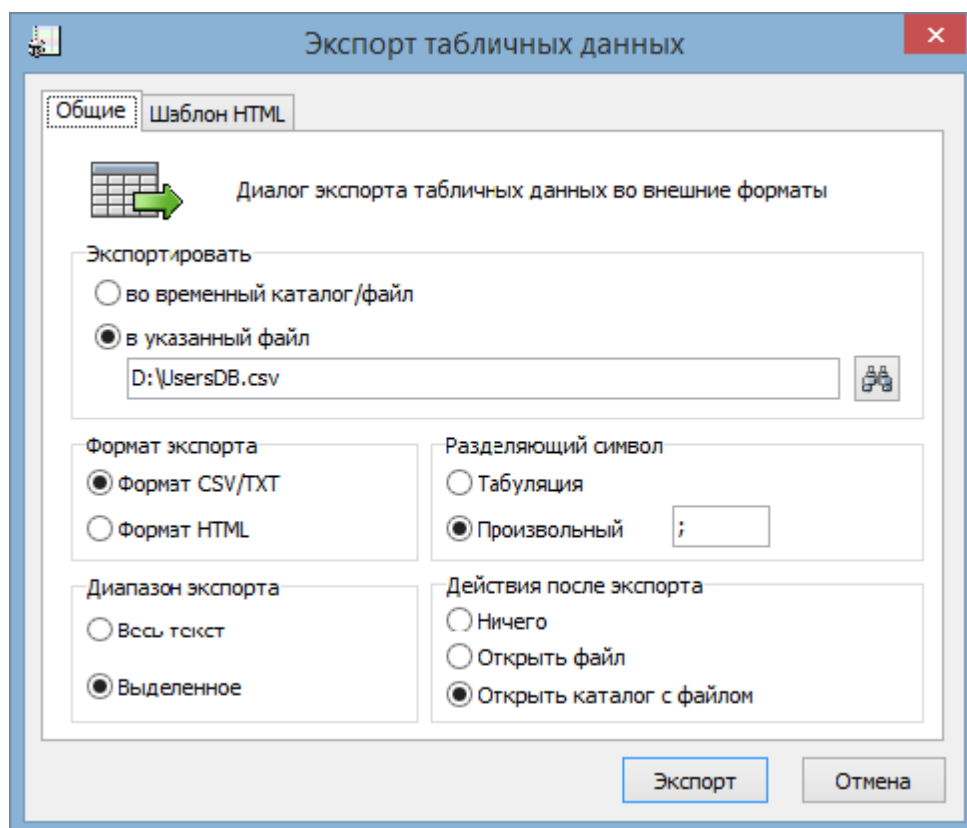 Экспорт табличных данных
Общие
Шаблон HTML
Диалог экспорта табличных данных во внешние форматы
Экспортировать
во временный каталог/файл
в указанный файл
D:\UsersDB.csv
Формат экспорта
Разделяющий символ
Формат CSV/TXT
Табуляция
Формат HTML
Произвольный ;
Диапазон экспорта
Действия после экспорта
Весь текст
Ничего
Открыть файл
Выделенное
Открыть каталог с файлом
Экспорт
Отмена